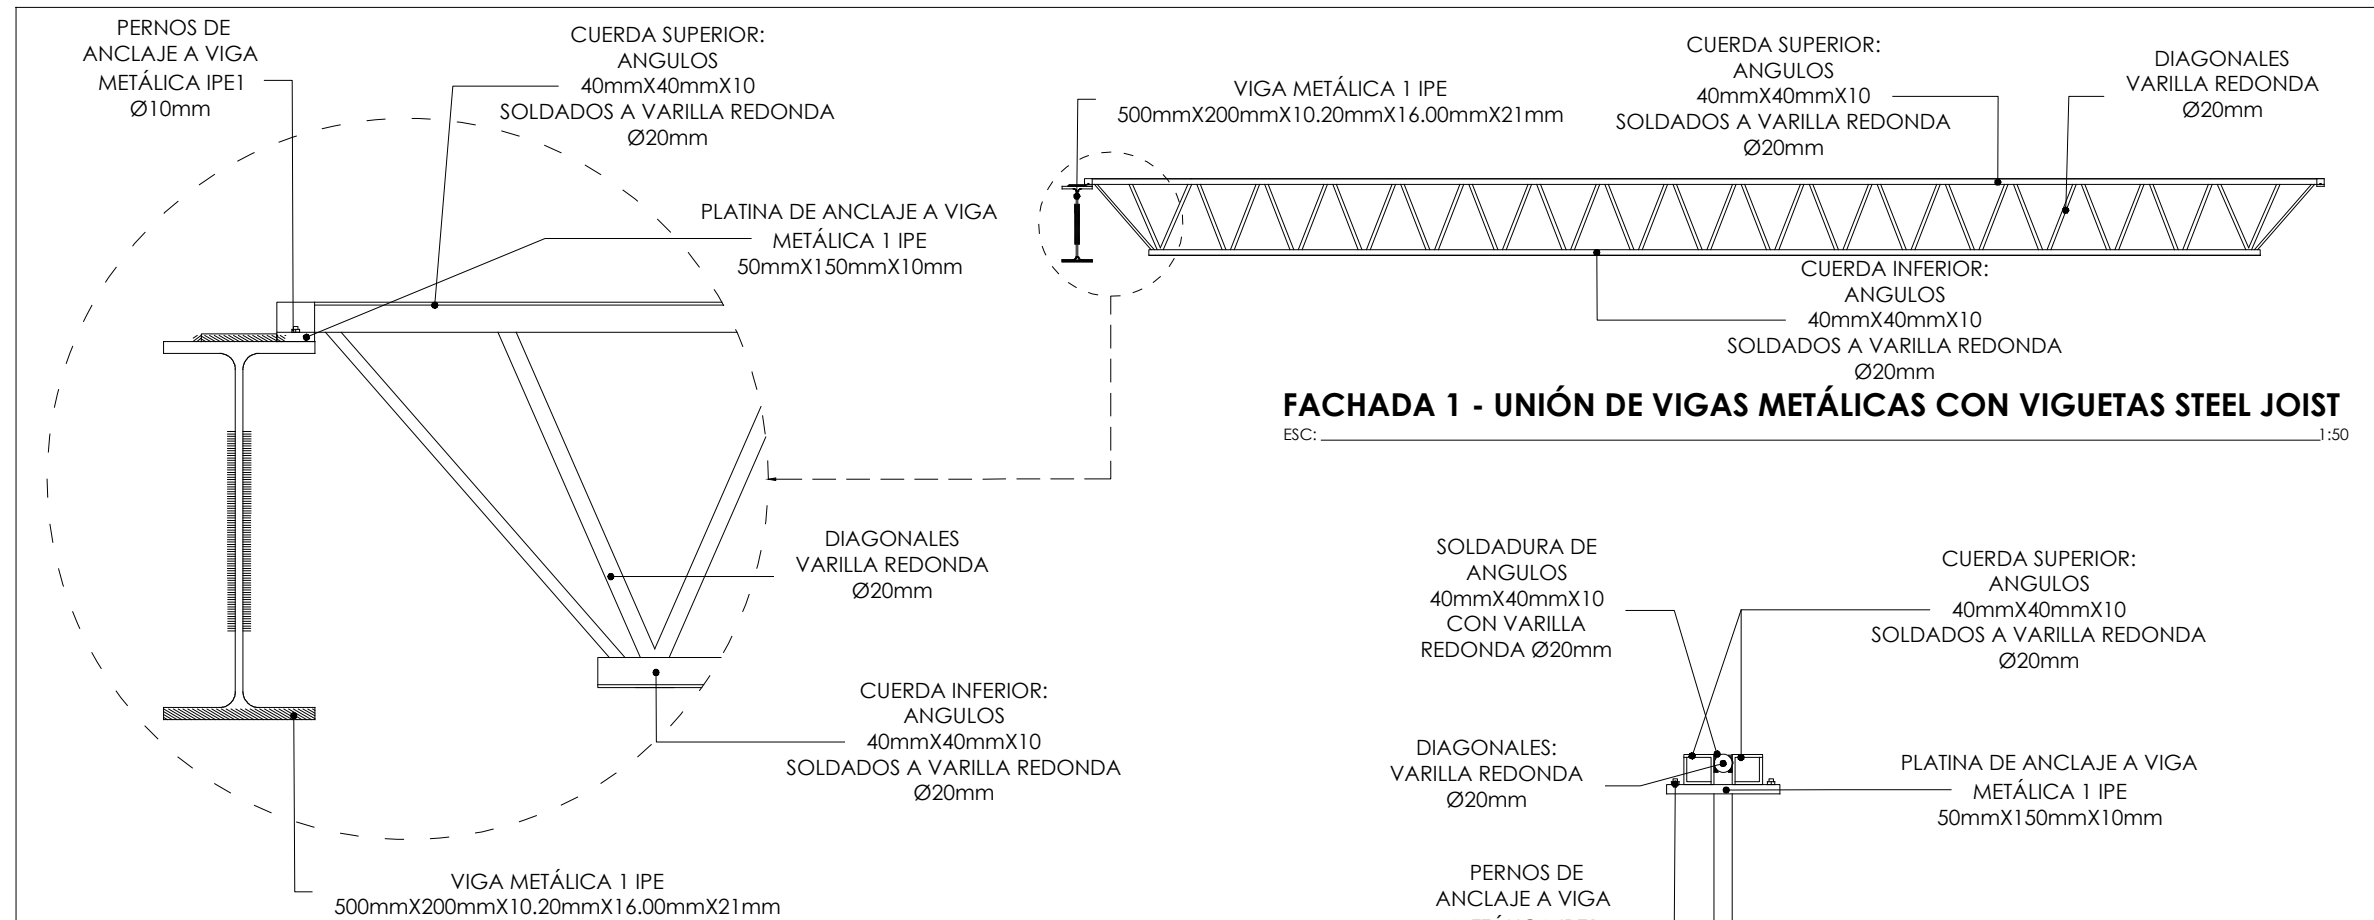 PERNOS DE
ANCLAJE A VIGA
METÁLICA IPE1
Ø10mm
CUERDA SUPERIOR:
ANGULOS
40mmX40mmX10
SOLDADOS A VARILLA REDONDA
Ø20mm
PLATINA DE ANCLAJE A VIGA
METÁLICA 1 IPE
50mmX150mmX10mm
DIAGONALES
VARILLA REDONDA
Ø20mm
CUERDA INFERIOR:
ANGULOS
40mmX40mmX10
SOLDADOS A VARILLA REDONDA
Ø20mm
VIGA METÁLICA 1 IPE
500mmX200mmX10.20mmX16.00mmX21mm
VIGA METÁLICA 1 IPE
500mmX200mmX10.20mmX16.00mmX21mm
CUERDA SUPERIOR:
ANGULOS
40mmX40mmX10
SOLDADOS A VARILLA REDONDA
Ø20mm
DIAGONALES
VARILLA REDONDA
Ø20mm
CUERDA INFERIOR:
ANGULOS
40mmX40mmX10
SOLDADOS A VARILLA REDONDA
Ø20mm
FACHADA 1 - UNIÓN DE VIGAS METÁLICAS CON VIGUETAS STEEL JOIST
ESC: 1:50
SOLDADURA DE
ANGULOS
40mmX40mmX10
CON VARILLA
REDONDA Ø20mm
CUERDA SUPERIOR:
ANGULOS
40mmX40mmX10
SOLDADOS A VARILLA REDONDA
Ø20mm
DIAGONALES:
VARILLA REDONDA
Ø20mm
PLATINA DE ANCLAJE A VIGA
METÁLICA 1 IPE
50mmX150mmX10mm
PERNOS DE
ANCLAJE A VIGA